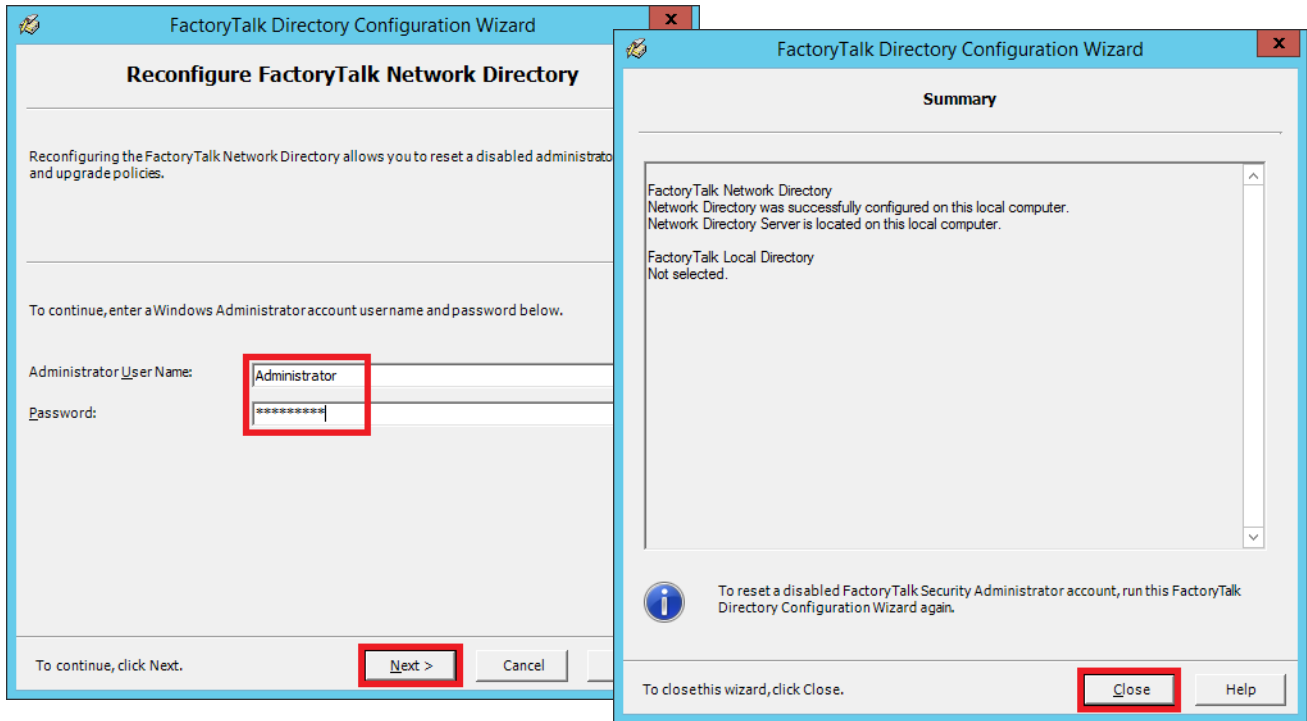 FactoryTalk Directory Configuration Wizard
x
Reconfigure FactoryTalk Network Directory
Reconfiguring the FactoryTalk Network Directory allows you to reset a disabled
and upgrade policies.
To continue, enter a Windows Administrator account username and password below.
Administrator User Name:
Administrator
Password:
*********
To continue, click Next.
Next >
Cancel
FactoryTalk Directory Configuration Wizard
x
Summary
FactoryTalk Network Directory
Network Directory was successfully configured on this local computer.
Network Directory Server is located on this local computer.
FactoryTalk Local Directory
Not selected.
To reset a disabled FactoryTalk Security Administrator account, run this FactoryTalk
Directory Configuration Wizard again.
To close this wizard, click Close.
Close
Help